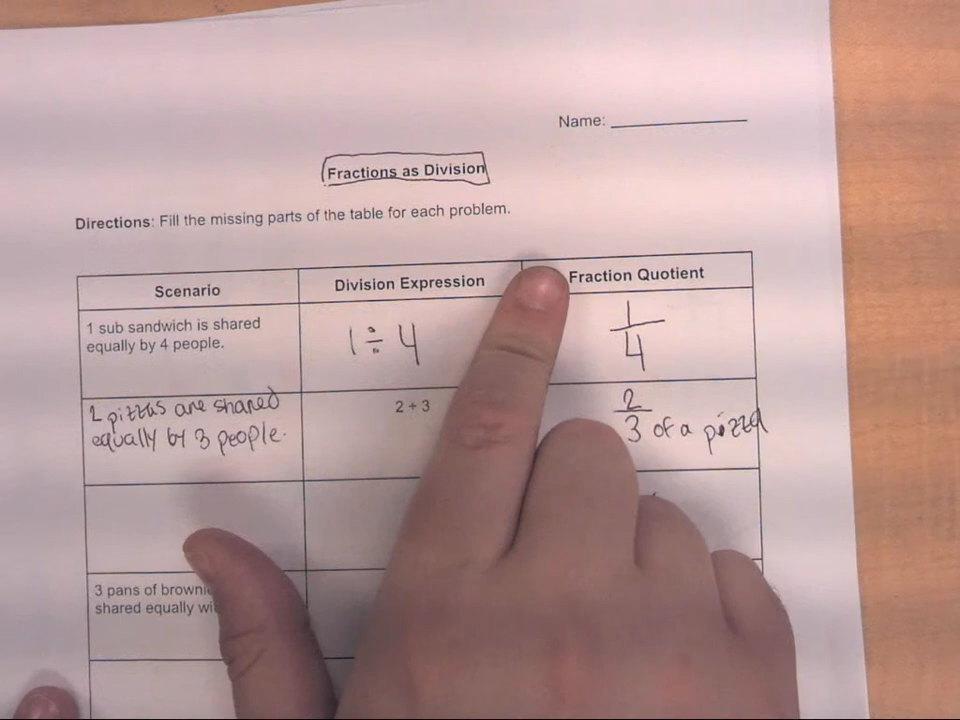 Name:
Fractions as Division
Directions: Fill the missing parts of the table for each problem.
Scenario
Division Expression
Fraction Quotient
1 sub sandwich is shared
equally by 4 people.
1 ÷ 4
1
4
2 pizzas are shared
equally by 3 people.
2 ÷ 3
2
3 of a pizza
3 pans of
shared equally